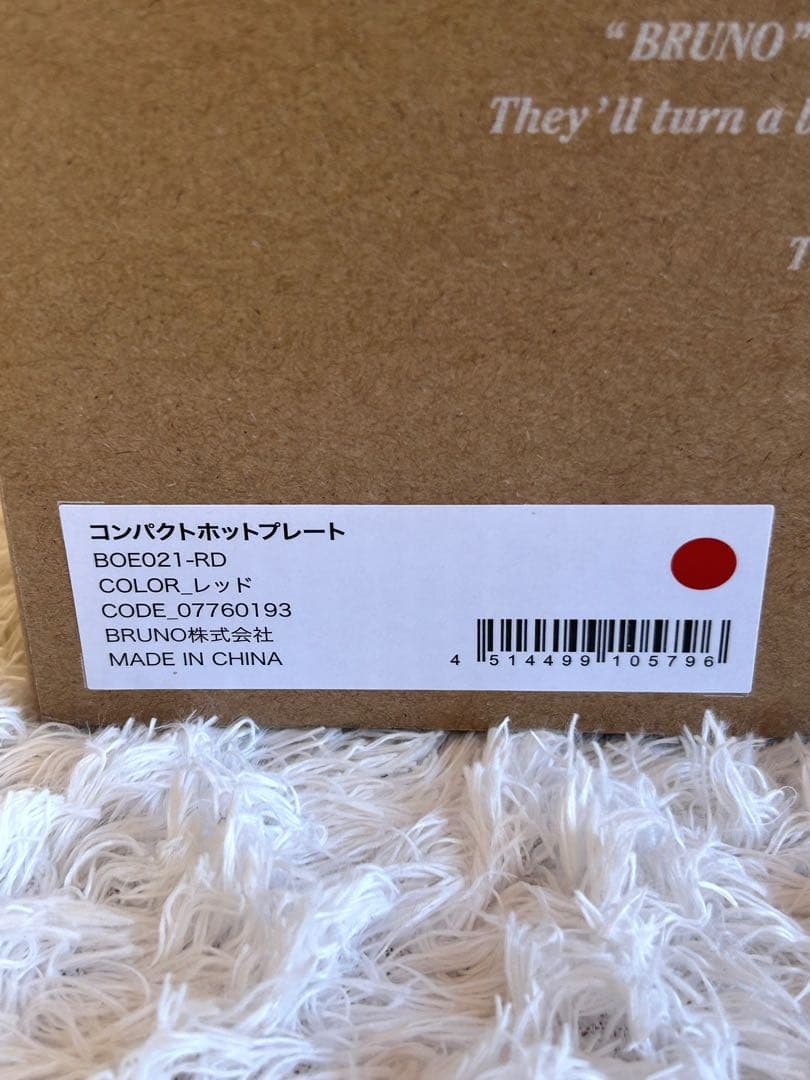 “BRUNO”
They’ll turn a
コンパクトホットプレート
BOE021-RD
COLOR_レッド
CODE_07760193
BRUNO株式会社
MADE IN CHINA
4 514499 105796